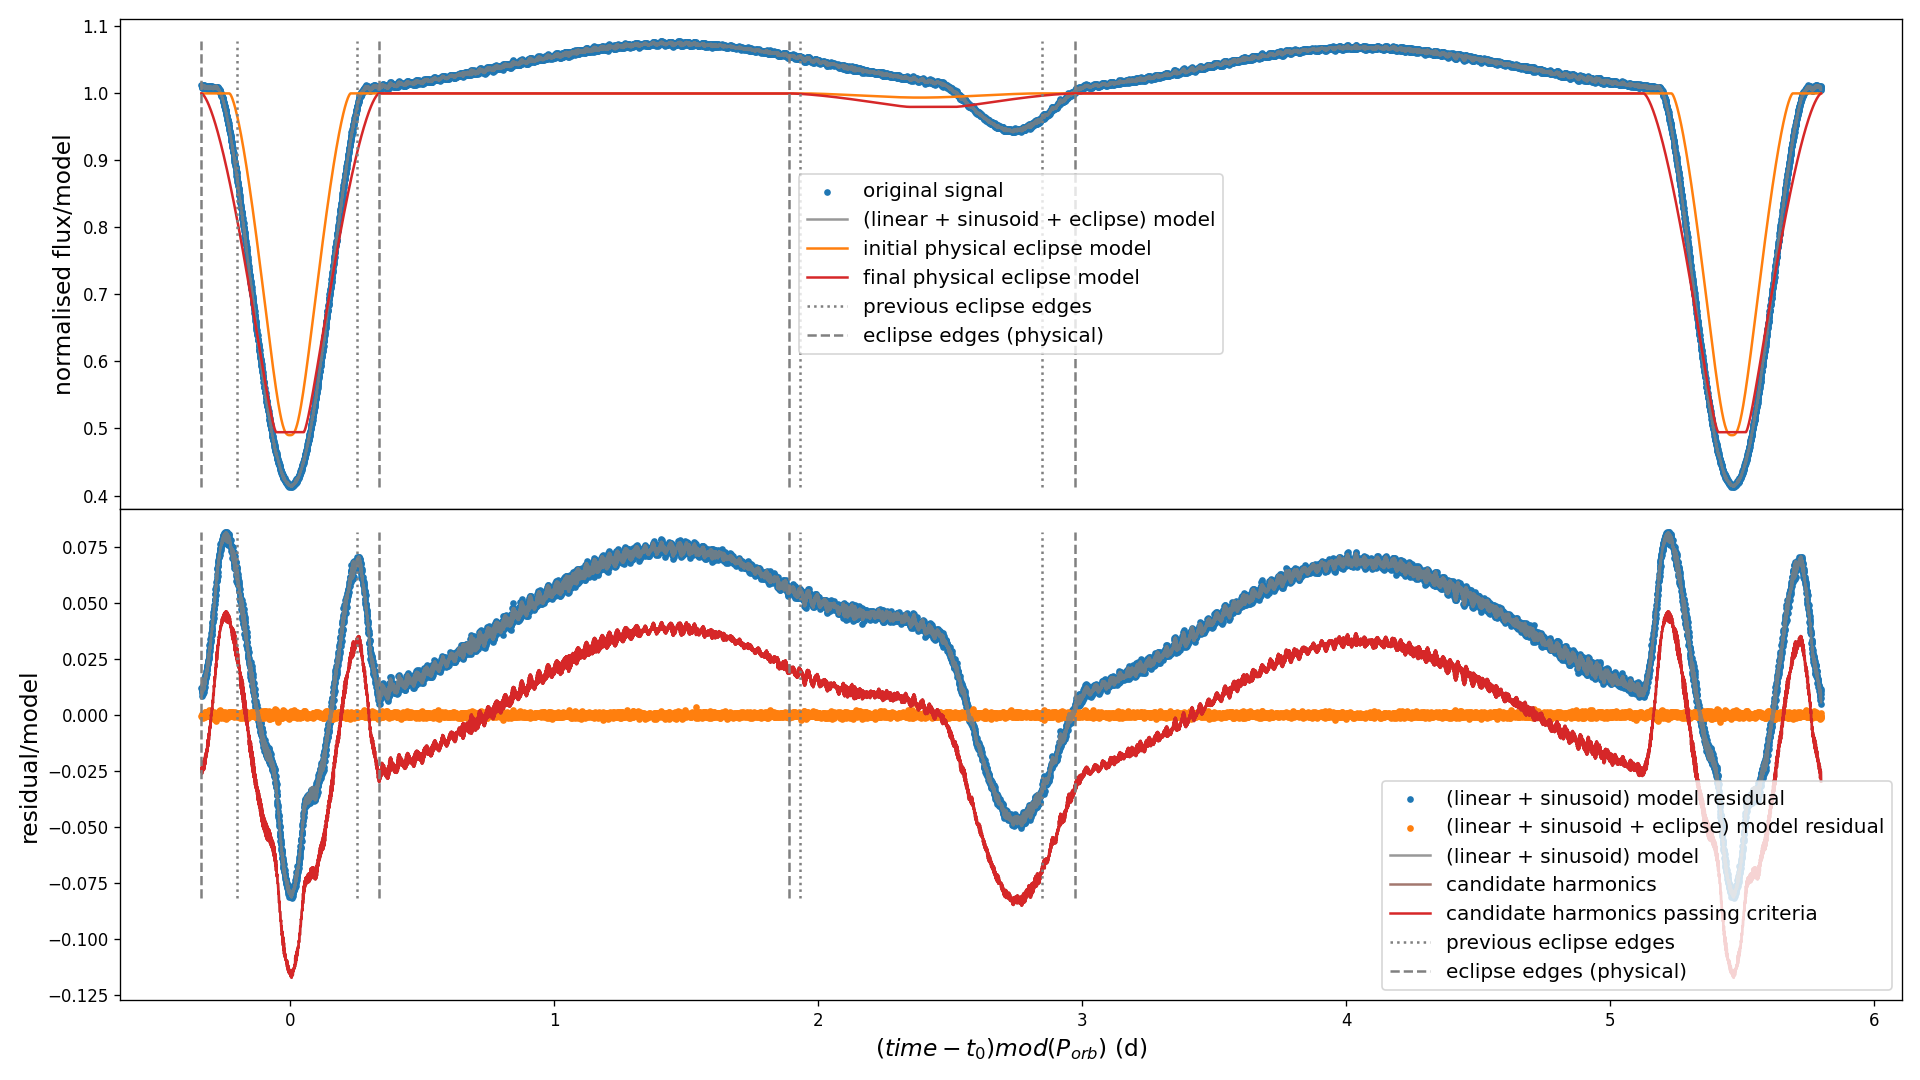 1.1
1.0
0.9
0.8
0.7
0.6
0.5
0.4
normalised flux/model
original signal
(linear + sinusoid + eclipse) model
initial physical eclipse model
final physical eclipse model
previous eclipse edges
eclipse edges (physical)
0.075
0.050
0.025
0.000
−0.025
−0.050
−0.075
−0.100
−0.125
residual/model
(linear + sinusoid) model residual
(linear + sinusoid + eclipse) model residual
(linear + sinusoid) model
candidate harmonics
candidate harmonics passing criteria
previous eclipse edges
eclipse edges (physical)
0 1 2 3 4 5 6
(time − t₀)mod(P_orb) (d)